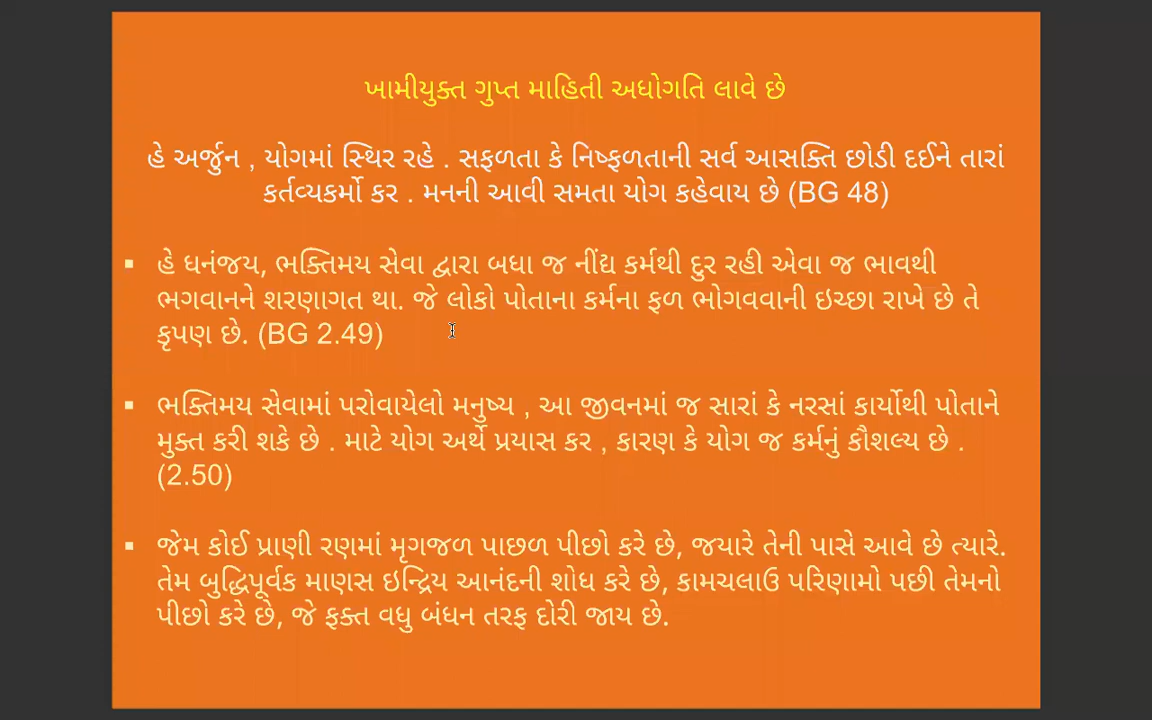 ખામીયુક્ત ગુપ્ત માહિતી અધોગતિ લાવે છે
હે અર્જુન , યોગમાં સ્થિર રહે . સફળતા કે નિષ્ફળતાની સર્વ આસક્તિ છોડી દઈને તારાં
કર્તવ્યકર્મો કર . મનની આવી સમતા યોગ કહેવાય છે (BG 48)
▪ હે ધનંજય, ભક્તિમય સેવા દ્વારા બધા જ નીંદ્ય કર્મથી દુર રહી એવા જ ભાવથી
ભગવાનને શરણાગત થા. જે લોકો પોતાના કર્મના ફળ ભોગવવાની ઇચ્છા રાખે છે તે
કૃપણ છે. (BG 2.49)
▪ ભક્તિમય સેવામાં પરોવાયેલો મનુષ્ય , આ જીવનમાં જ સારાં કે નરસાં કાર્યોથી પોતાને
મુક્ત કરી શકે છે . માટે યોગ અર્થે પ્રયાસ કર , કારણ કે યોગ જ કર્મનું કૌશલ્ય છે .
(2.50)
▪ જેમ કોઈ પ્રાણી રણમાં મૃગજળ પાછળ પીછો કરે છે, જયારે તેની પાસે આવે છે ત્યારે.
તેમ બુદ્ધિપૂર્વક માણસ ઇન્દ્રિય આનંદની શોધ કરે છે, કામચલાઉ પરિણામો પછી તેમનો
પીછો કરે છે, જે ફક્ત વધુ બંધન તરફ દોરી જાય છે.